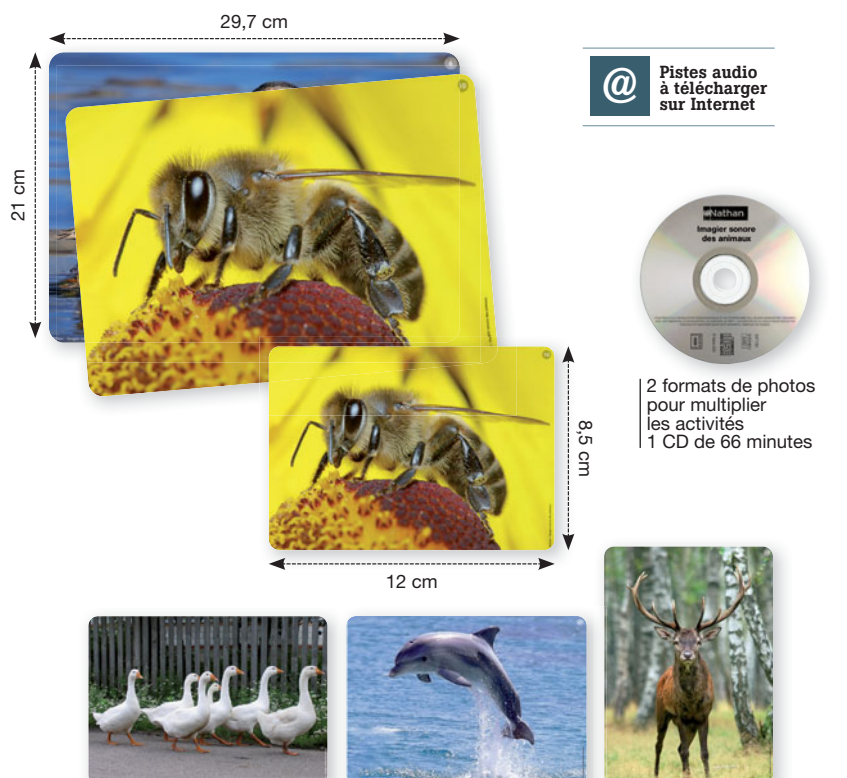 29,7 cm
21 cm
@
Pistes audio
à télécharger
sur Internet
Nathan
Imagier sonore
des animaux
2 formats de photos
pour multiplier
les activités
1 CD de 66 minutes
8,5 cm
12 cm